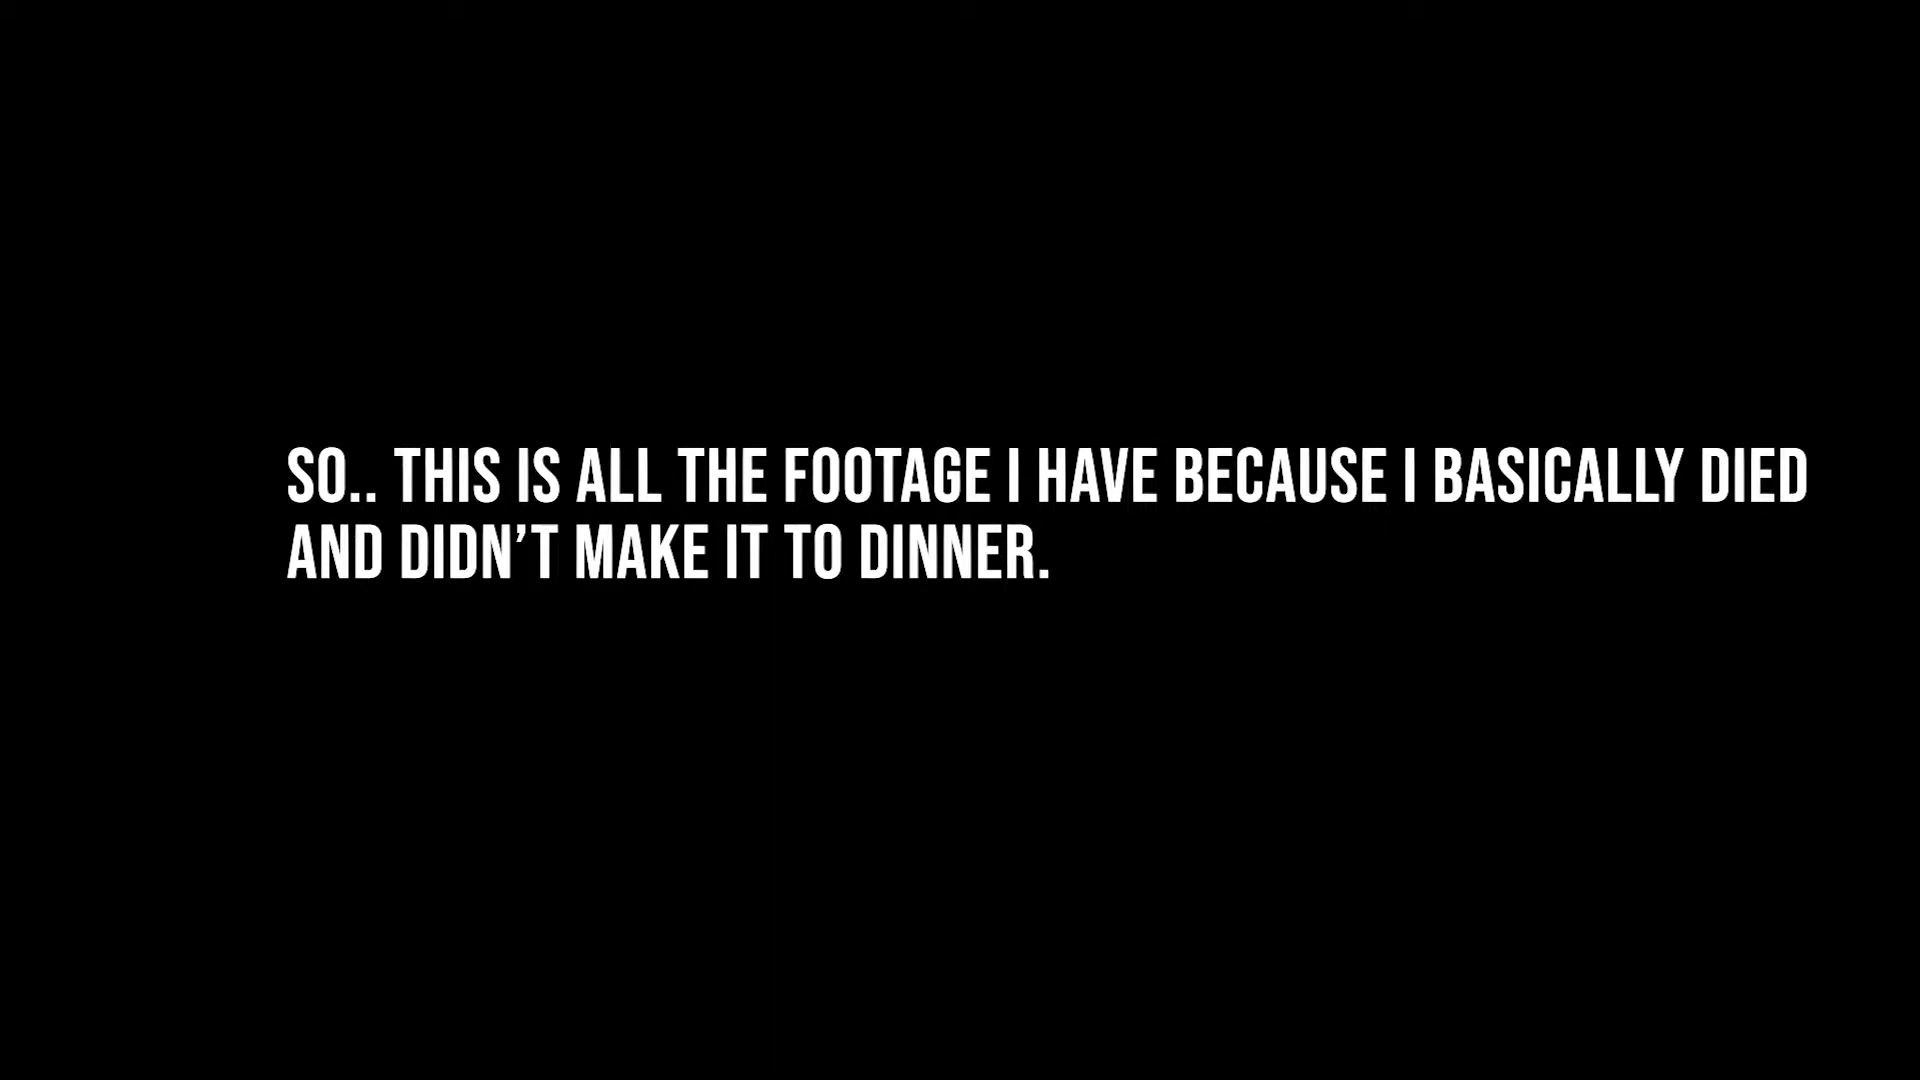 SO.. THIS IS ALL THE FOOTAGE I HAVE BECAUSE I BASICALLY DIED
AND DIDN’T MAKE IT TO DINNER.